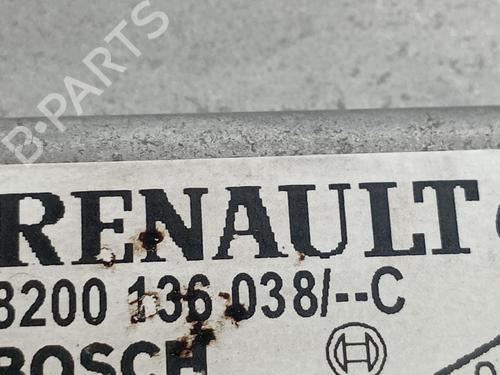 B-PARTS
RENAULT
8200 136 038/--C
BOSCH